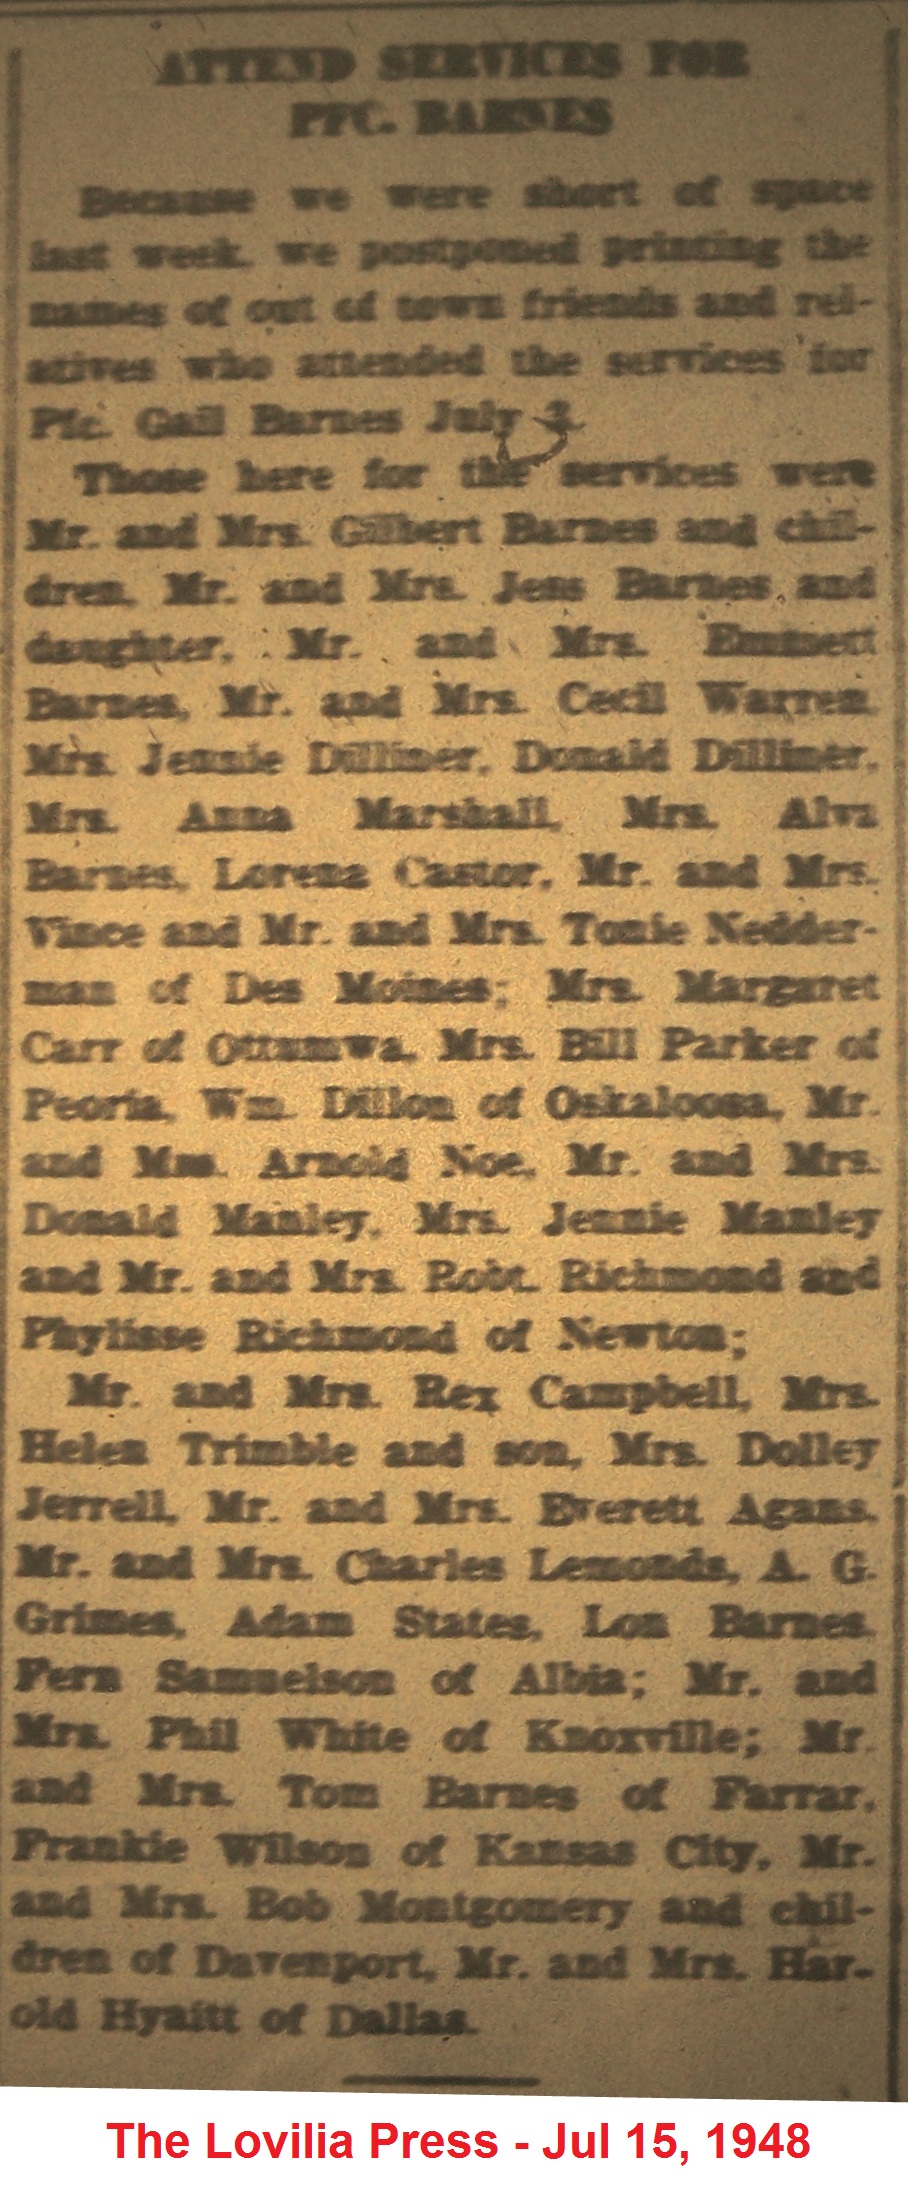 ATTEND SERVICES FOR
PFC. BARNES
Because we were short of space
last week, we postponed printing the
names of out of town friends and rel-
atives who attended the services for
Pfc. Gail Barnes July 3.
Those here for the services were
Mr. and Mrs. Gilbert Barnes and chil-
dren, Mr. and Mrs. Jess Barnes and
daughter, Mr. and Mrs. Emmett
Barnes, Mr. and Mrs. Cecil Warren,
Mrs. Jennie Dilliner, Donald Dilliner,
Mrs. Anna Marshall, Mrs. Alva
Barnes, Lorena Castor, Mr. and Mrs.
Vince and Mr. and Mrs. Tonie Nedder-
man of Des Moines; Mrs. Margaret
Carr of Ottumwa, Mrs. Bill Parker of
Peoria, Wm. Dillon of Oskaloosa, Mr.
and Mrs. Arnold Noe, Mr. and Mrs.
Donald Manley, Mrs. Jennie Manley
and Mr. and Mrs. Robt. Richmond and
Phylisse Richmond of Newton;
Mr. and Mrs. Rex Campbell, Mrs.
Helen Trimble and son, Mrs. Dolley
Jerrell, Mr. and Mrs. Everett Agans,
Mr. and Mrs. Charles Lemonds, A. G.
Grimes, Adam States, Lon Barnes,
Fern Samuelson of Albia; Mr. and
Mrs. Phil White of Knoxville; Mr.
and Mrs. Tom Barnes of Farrar,
Frankie Wilson of Kansas City, Mr.
and Mrs. Bob Montgomery and chil-
dren of Davenport, Mr. and Mrs. Har-
old Hyaitt of Dallas.
The Lovilia Press - Jul 15, 1948